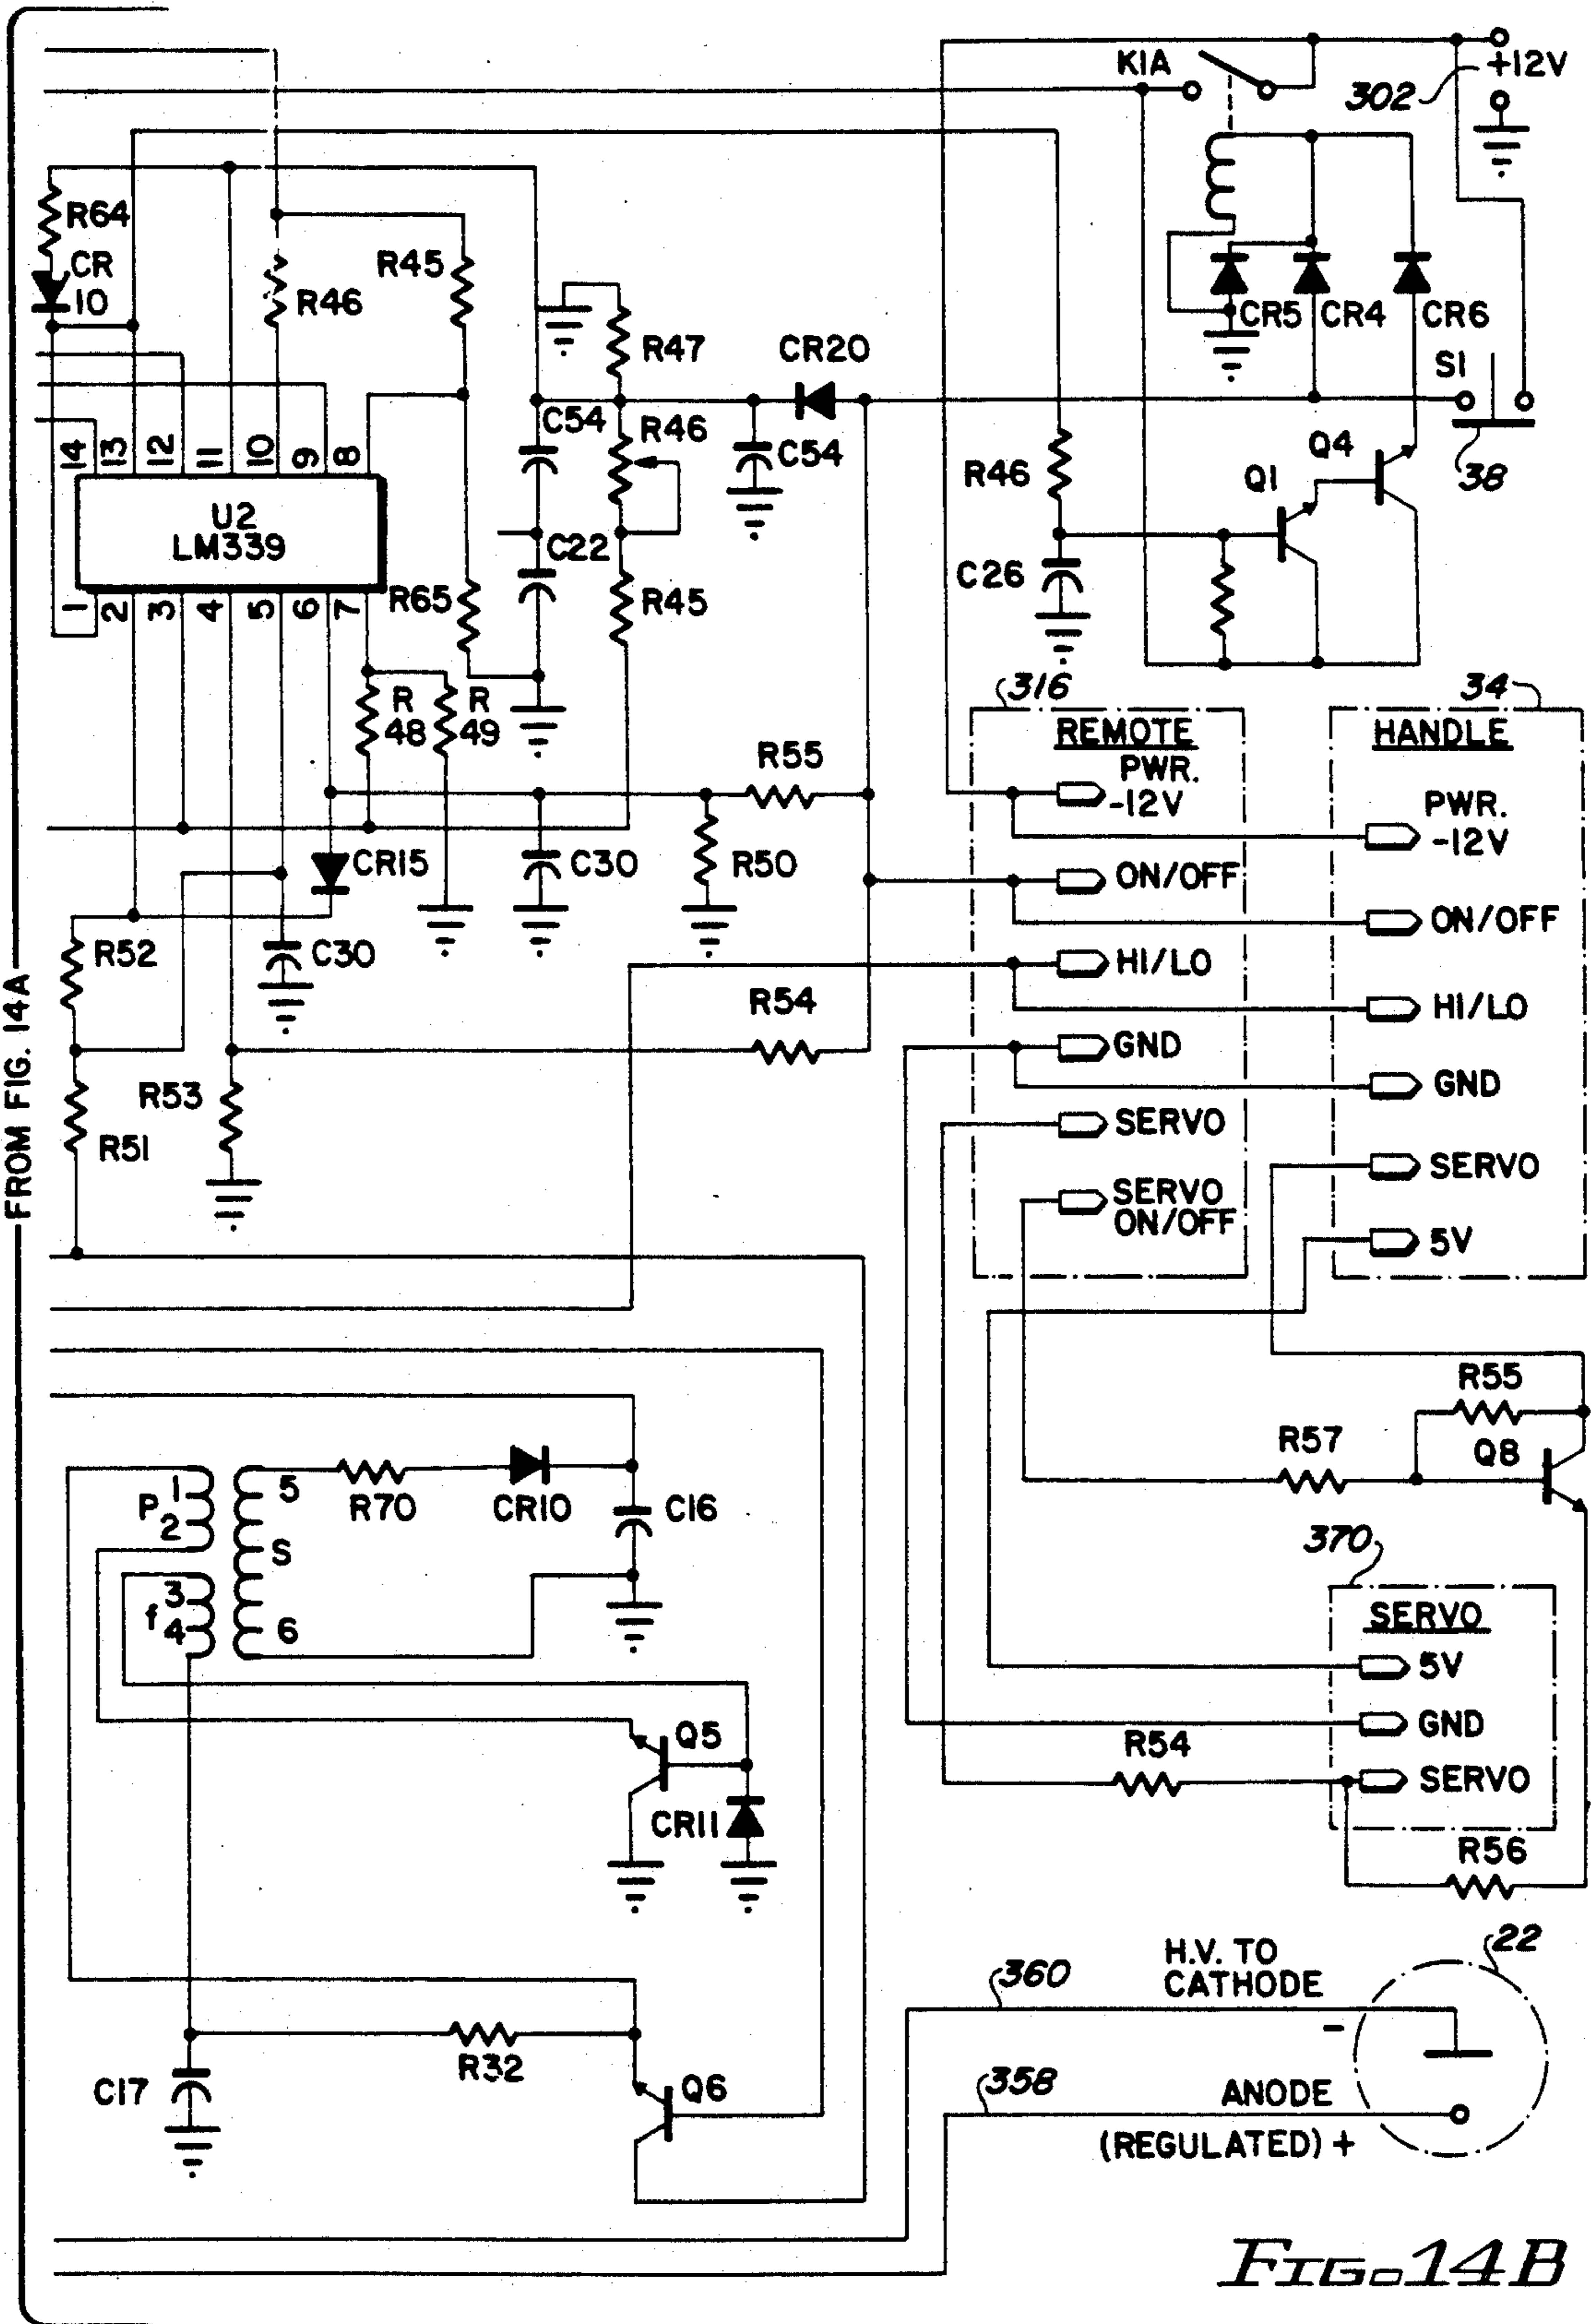 FROM FIG. 14A
K1A
+12V
302
R64
CR
10
R46
R45
R47
CR20
CR5
CR4
CR6
S1
38
C54
R46
C54
R46
Q1
Q4
14 13 12 11 10 9 8
U2
LM339
1 2 3 4 5 6 7
C22
R65
R45
C26
R
48
R
49
316
34
REMOTE
PWR.
-12V
ON/OFF
HI/LO
GND
SERVO
SERVO
ON/OFF
HANDLE
PWR.
-12V
ON/OFF
HI/LO
GND
SERVO
5V
R55
CR15
C30
R50
R52
C30
R54
R53
R51
R55
R57
Q8
1
P
2
3
f
4
5
S
6
R70
CR10
C16
370
SERVO
5V
GND
SERVO
R54
R56
Q5
CR11
R32
C17
Q6
360
H.V. TO
CATHODE
-
22
358
ANODE
(REGULATED) +
FIG. 14B